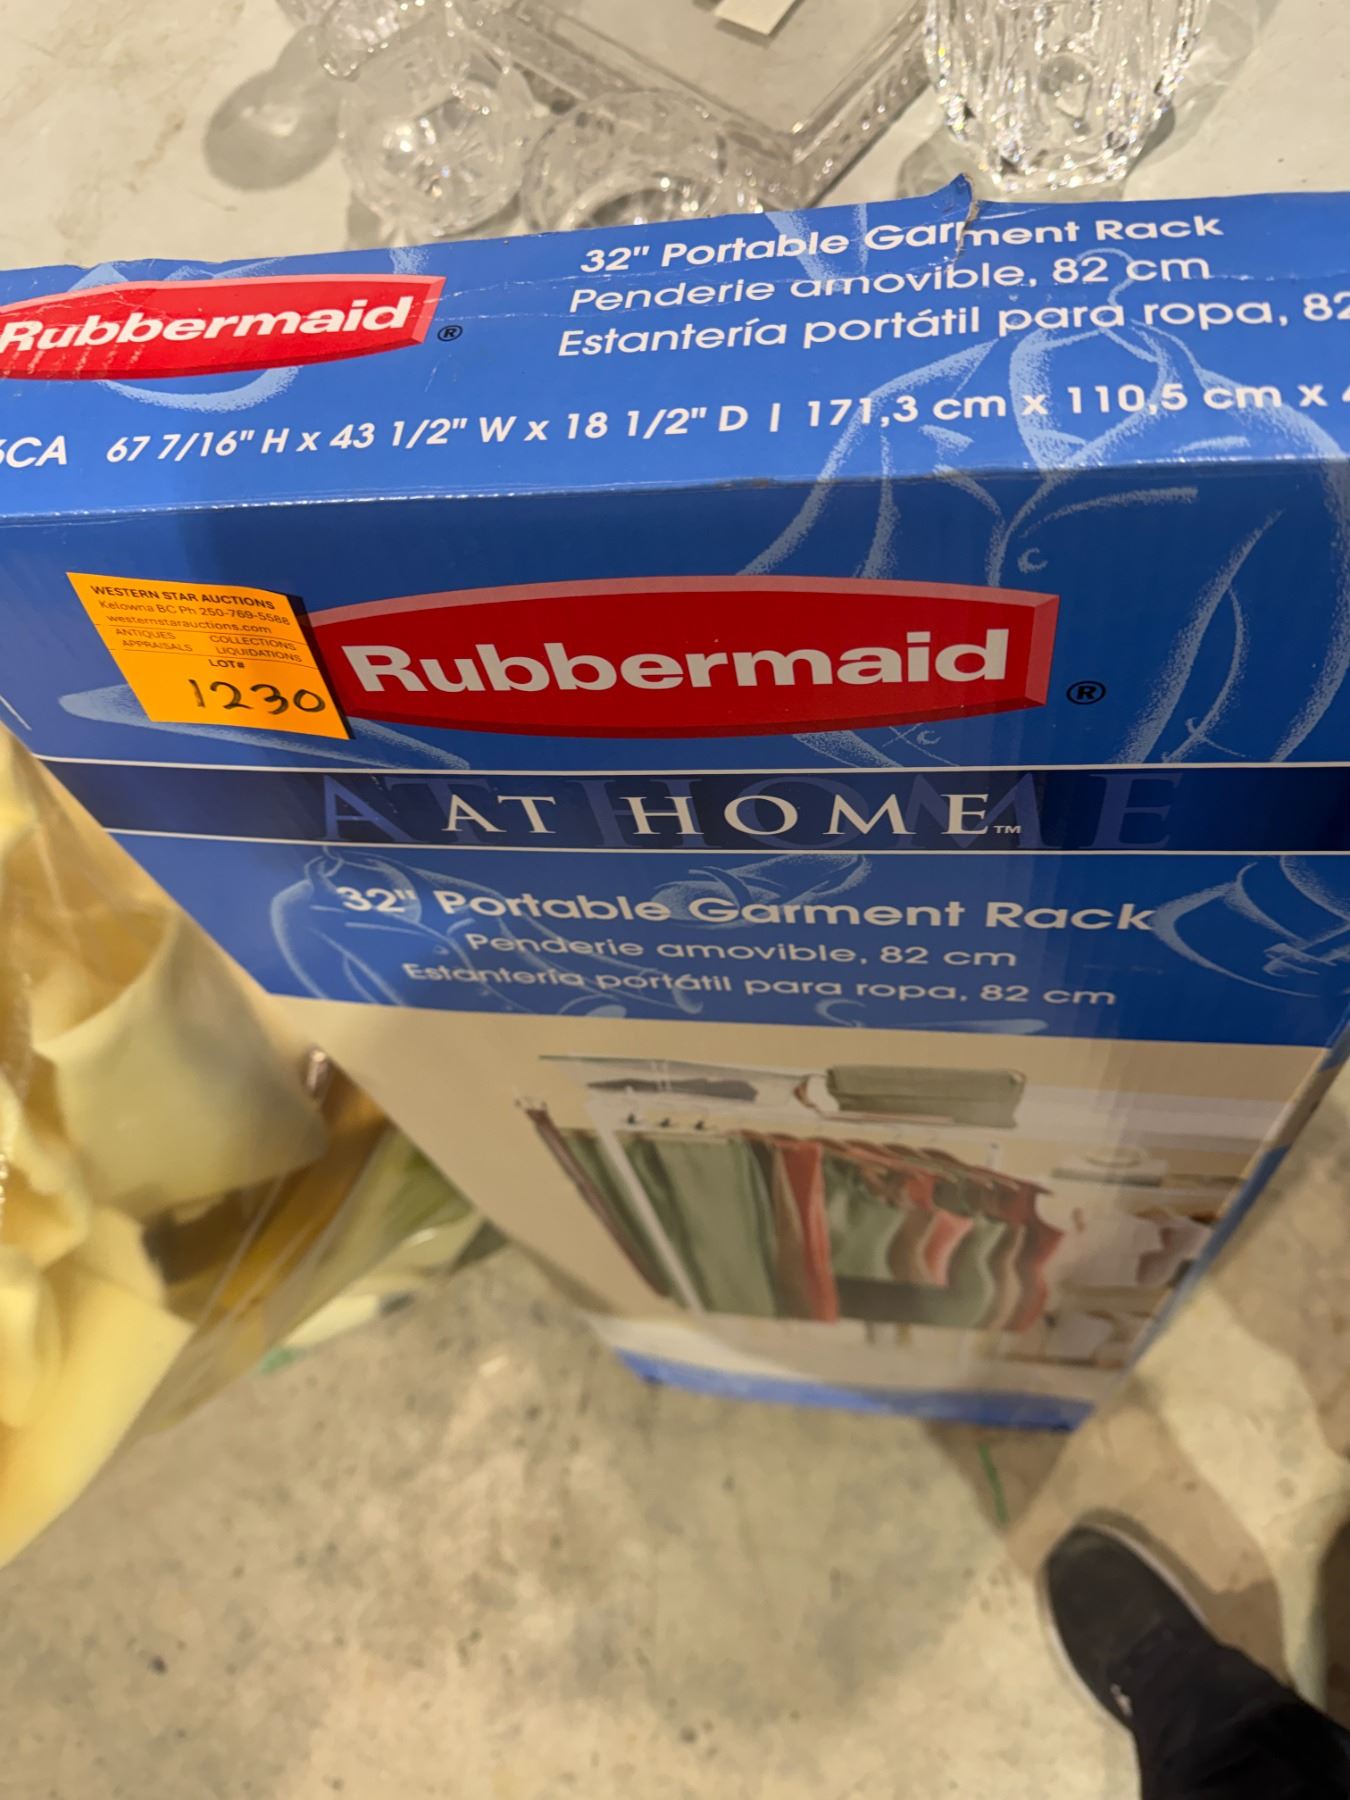 32" Portable Garment Rack
Penderie amovible, 82 cm
Estantería portátil para ropa, 82
Rubbermaid ®
CA 67 7/16" H x 43 1/2" W x 18 1/2" D | 171,3 cm x 110,5 cm x
WESTERN STAR AUCTIONS
Kelowna BC Ph 250-769-5588
westernstarauctions.com
ANTIQUES COLLECTIONS
APPRAISALS LIQUIDATIONS
LOT#
1230
Rubbermaid ®
AT HOME™
32" Portable Garment Rack
Penderie amovible, 82 cm
Estantería portátil para ropa, 82 cm